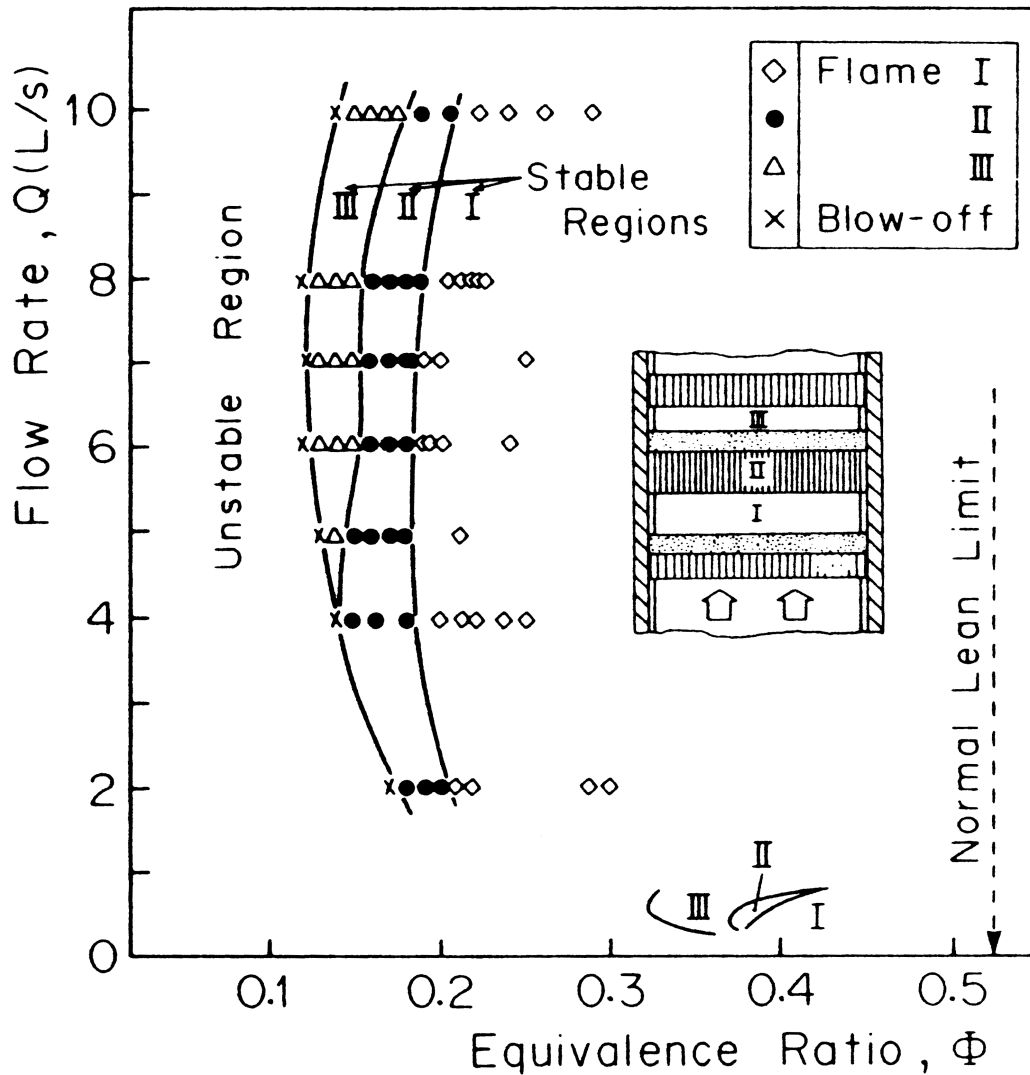 Flow Rate, Q(L/s)
10
8
6
4
2
0
Flame I
II
III
Blow-off
Stable
Regions
III II I
Unstable Region
III
II
I
Normal Lean Limit
II
III
I
0.1 0.2 0.3 0.4 0.5
Equivalence Ratio, Φ